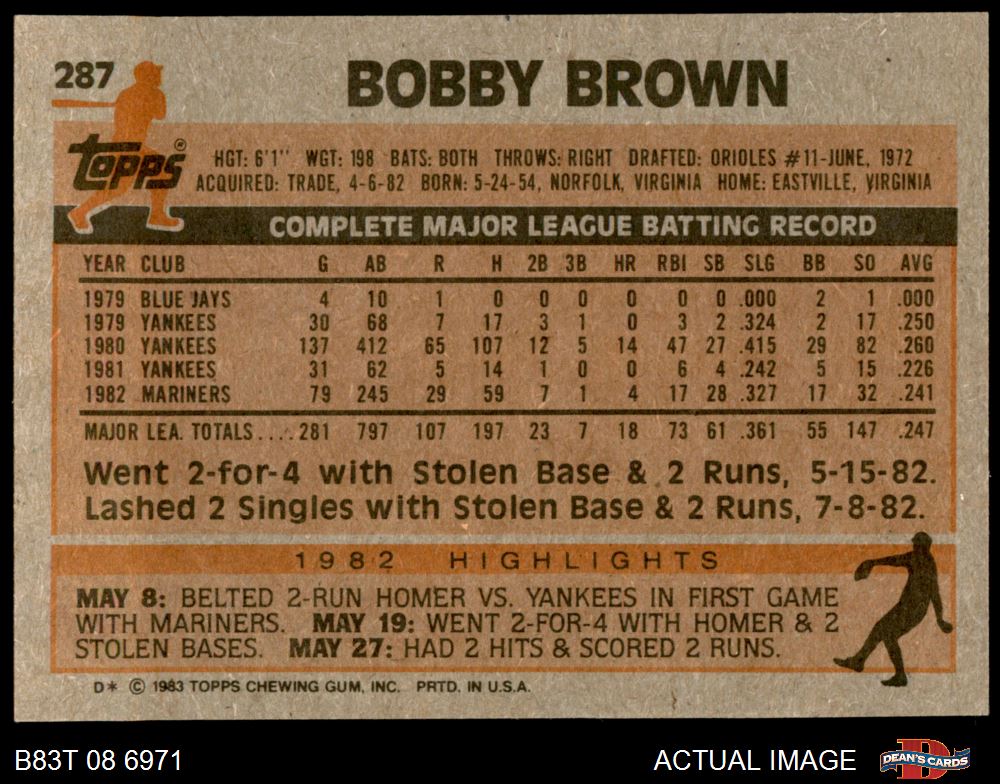 287
BOBBY BROWN
topps®
HGT: 6'1" WGT: 198 BATS: BOTH THROWS: RIGHT DRAFTED: ORIOLES #11-JUNE, 1972
ACQUIRED: TRADE, 4-6-82 BORN: 5-24-54, NORFOLK, VIRGINIA HOME: EASTVILLE, VIRGINIA
COMPLETE MAJOR LEAGUE BATTING RECORD
YEAR CLUB G AB R H 2B 3B HR RBI SB SLG BB SO AVG
1979 BLUE JAYS 4 10 1 0 0 0 0 0 0 .000 2 1 .000
1979 YANKEES 30 68 7 17 3 1 0 3 2 .324 2 17 .250
1980 YANKEES 137 412 65 107 12 5 14 47 27 .415 29 82 .260
1981 YANKEES 31 62 5 14 1 0 0 6 4 .242 5 15 .226
1982 MARINERS 79 245 29 59 7 1 4 17 28 .327 17 32 .241
MAJOR LEA. TOTALS.... 281 797 107 197 23 7 18 73 61 .361 55 147 .247
Went 2-for-4 with Stolen Base & 2 Runs, 5-15-82.
Lashed 2 Singles with Stolen Base & 2 Runs, 7-8-82.
1982 HIGHLIGHTS
MAY 8: BELTED 2-RUN HOMER VS. YANKEES IN FIRST GAME
WITH MARINERS. MAY 19: WENT 2-FOR-4 WITH HOMER & 2
STOLEN BASES. MAY 27: HAD 2 HITS & SCORED 2 RUNS.
D* © 1983 TOPPS CHEWING GUM, INC. PRTD. IN U.S.A.
B83T 08 6971
ACTUAL IMAGE
D
DEAN'S CARDS